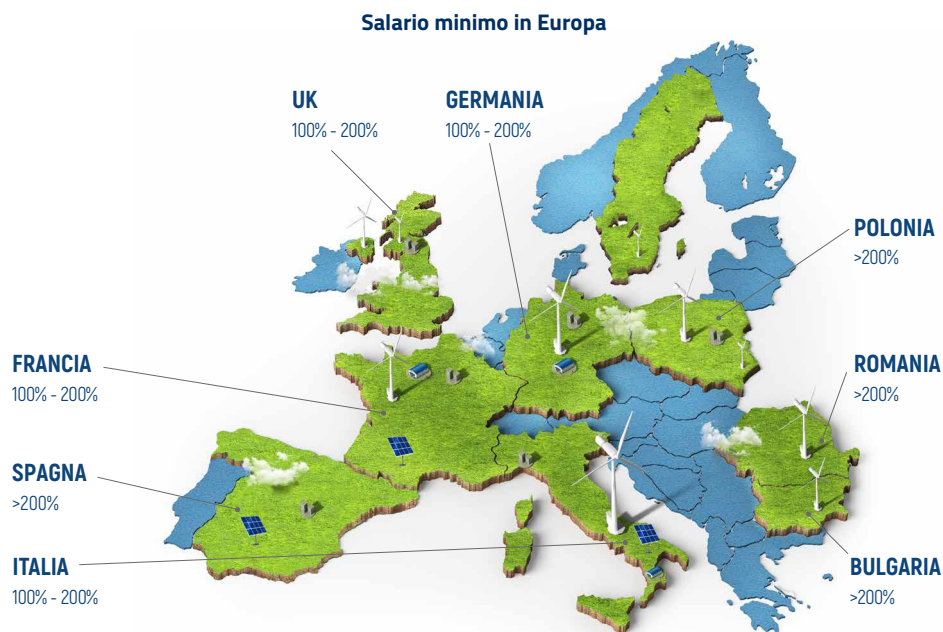 Salario minimo in Europa
UK
100% - 200%
GERMANIA
100% - 200%
POLONIA
>200%
FRANCIA
100% - 200%
ROMANIA
>200%
SPAGNA
>200%
ITALIA
100% - 200%
BULGARIA
>200%